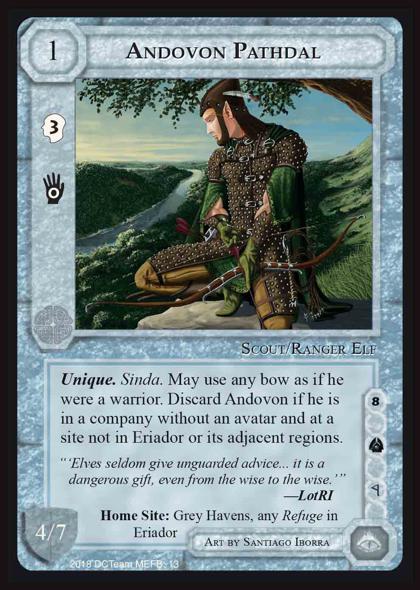 1
ANDOVON PATHDAL
3
SCOUT/RANGER ELF
Unique. Sinda. May use any bow as if he
were a warrior. Discard Andovon if he is
in a company without an avatar and at a
site not in Eriador or its adjacent regions.
8
“‘Elves seldom give unguarded advice... it is a
dangerous gift, even from the wise to the wise.’”
—LotRI
Home Site: Grey Havens, any Refuge in
Eriador
4/7
ART BY SANTIAGO IBORRA
2018 DCTeam MEFB: 13